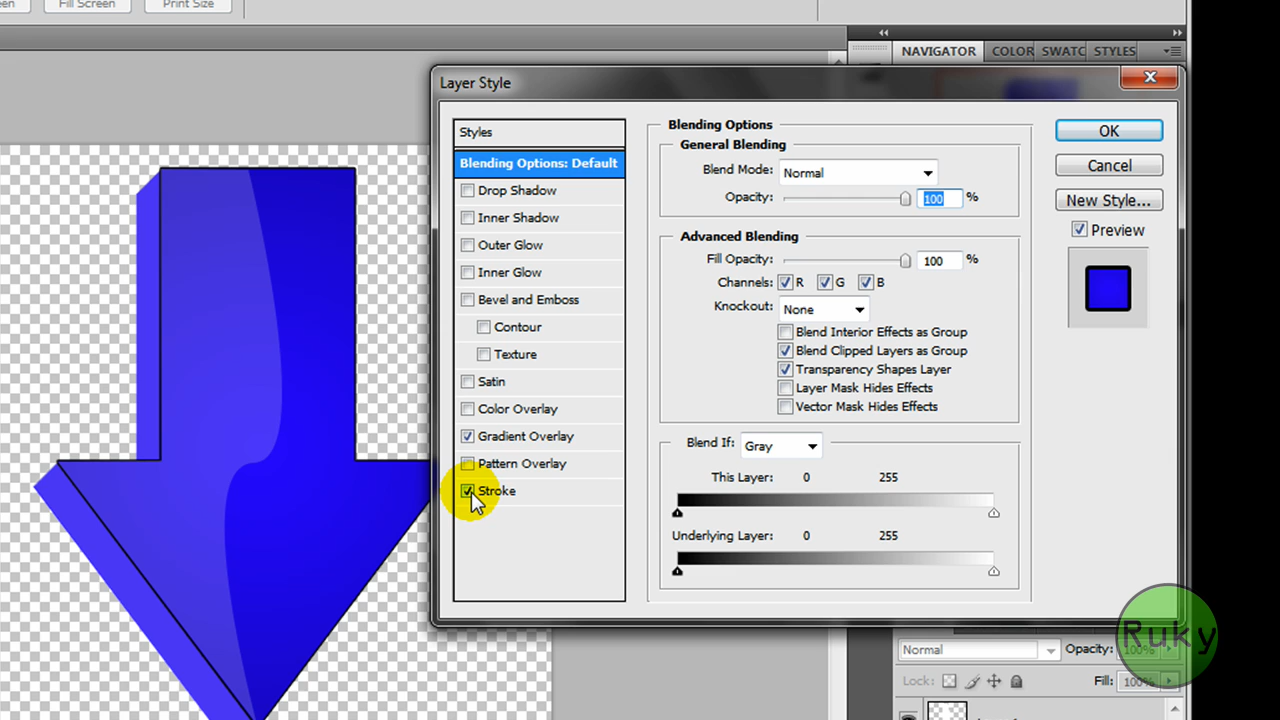 Fill Screen
Print Size
NAVIGATOR
COLOR
SWATC
STYLES
Layer Style
Styles
Blending Options: Default
Drop Shadow
Inner Shadow
Outer Glow
Inner Glow
Bevel and Emboss
Contour
Texture
Satin
Color Overlay
Gradient Overlay
Pattern Overlay
Stroke
Blending Options
General Blending
Blend Mode: Normal
Opacity: 100 %
Advanced Blending
Fill Opacity: 100 %
Channels: R G B
Knockout: None
Blend Interior Effects as Group
Blend Clipped Layers as Group
Transparency Shapes Layer
Layer Mask Hides Effects
Vector Mask Hides Effects
Blend If: Gray
This Layer: 0 255
Underlying Layer: 0 255
OK
Cancel
New Style...
Preview
Ruky
Normal
Opacity: 100%
Lock:
Fill: 100%